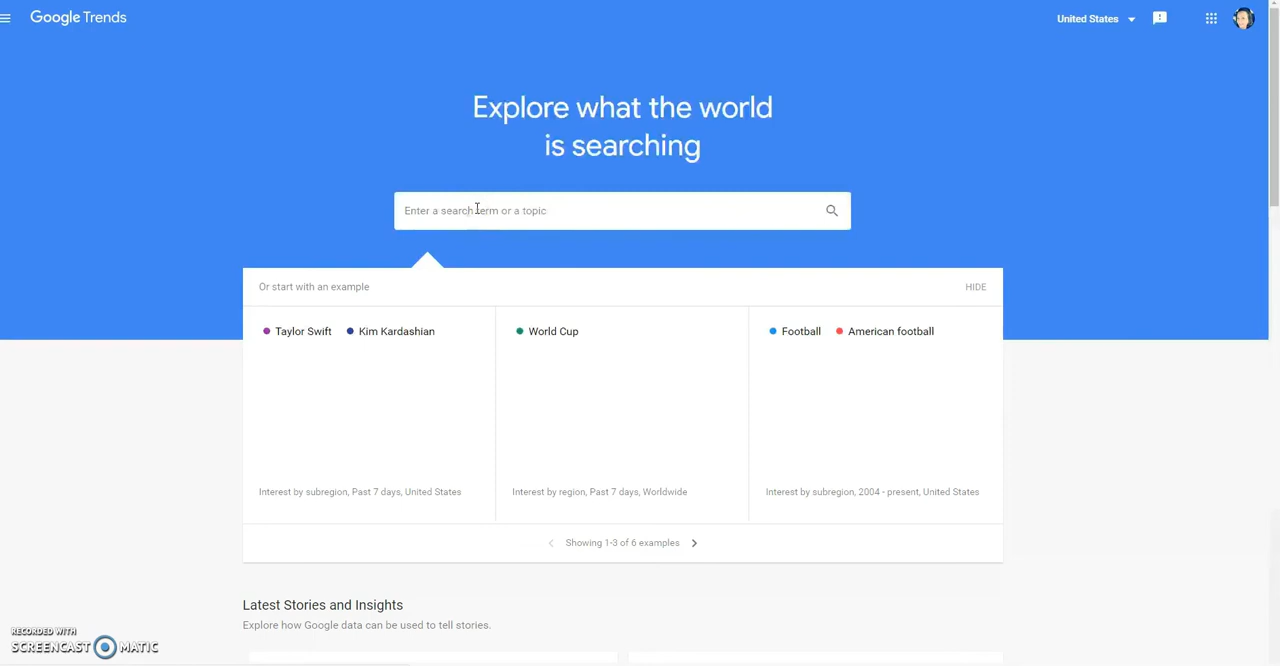 Google Trends
United States
Explore what the world
is searching
Enter a search term or a topic
Or start with an example
HIDE
Taylor Swift Kim Kardashian
World Cup
Football American football
Interest by subregion, Past 7 days, United States
Interest by region, Past 7 days, Worldwide
Interest by subregion, 2004 - present, United States
Showing 1-3 of 6 examples
Latest Stories and Insights
Explore how Google data can be used to tell stories.
RECORDED WITH
SCREENCAST MATIC